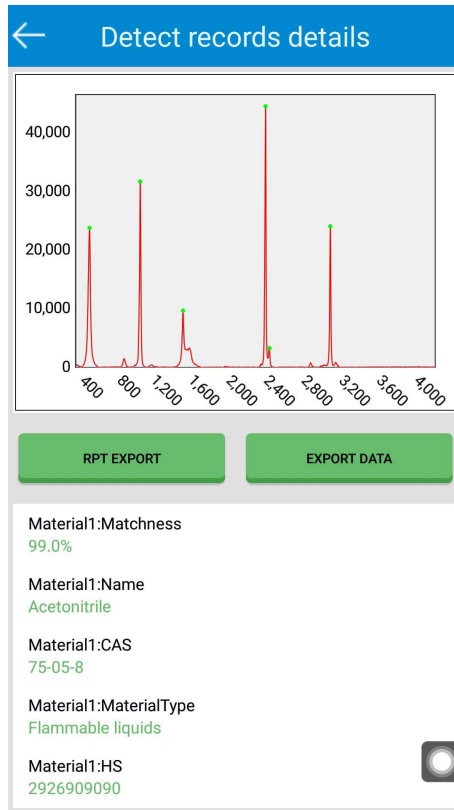 Detect records details
40,000
30,000
20,000
10,000
0
400 800 1,200 1,600 2,000 2,400 2,800 3,200 3,600 4,000
RPT EXPORT EXPORT DATA
Material1:Matchness
99.0%
Material1:Name
Acetonitrile
Material1:CAS
75-05-8
Material1:MaterialType
Flammable liquids
Material1:HS
2926909090